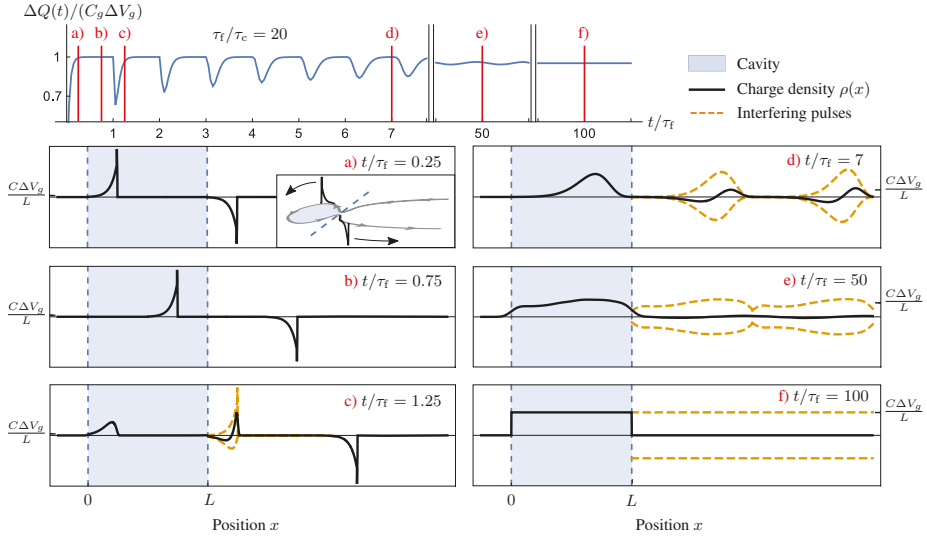 ΔQ(t)/(C_gΔV_g)
a) b) c) τ_f/τ_c = 20 d) e) f)
1
0.7
1 2 3 4 5 6 7 50 100 t/τ_f
Cavity
Charge density ρ(x)
Interfering pulses
a) t/τ_f = 0.25
CΔV_g/L
d) t/τ_f = 7
CΔV_g/L
b) t/τ_f = 0.75
CΔV_g/L
e) t/τ_f = 50
CΔV_g/L
c) t/τ_f = 1.25
CΔV_g/L
f) t/τ_f = 100
CΔV_g/L
0 L
0 L
Position x
Position x